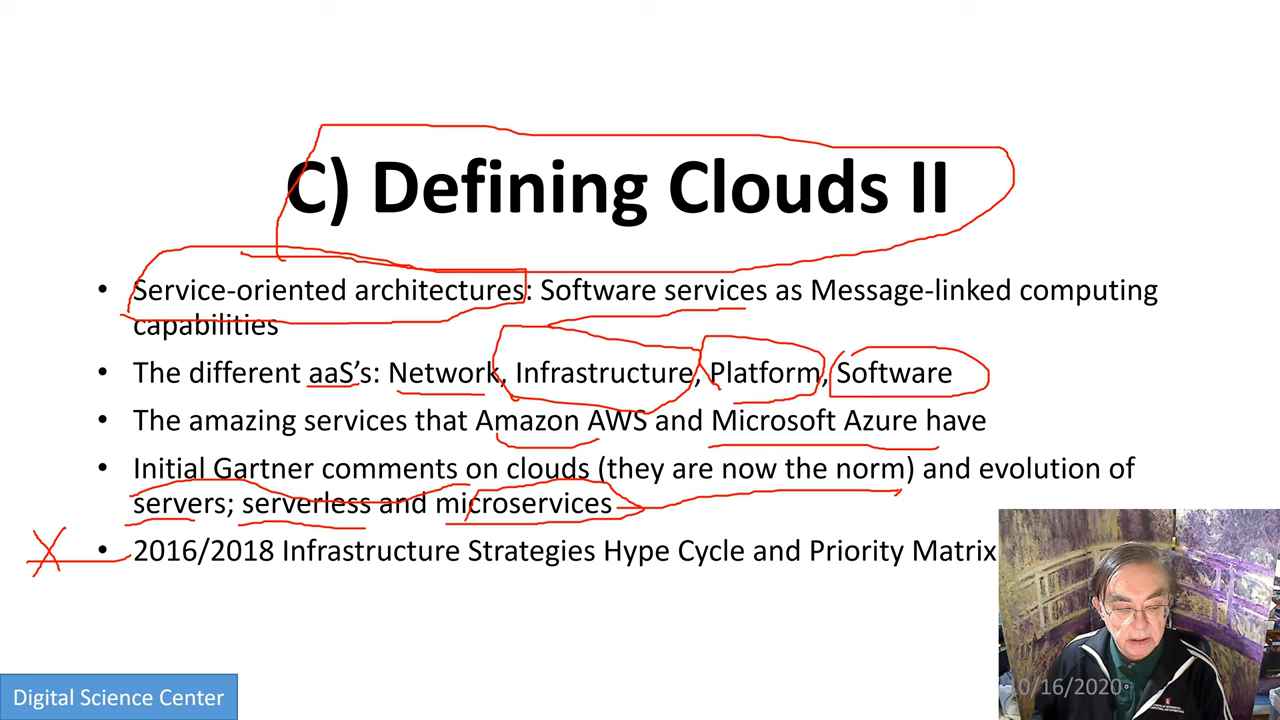 C) Defining Clouds II
• Service-oriented architectures: Software services as Message-linked computing
capabilities
• The different aaS’s: Network, Infrastructure, Platform, Software
• The amazing services that Amazon AWS and Microsoft Azure have
• Initial Gartner comments on clouds (they are now the norm) and evolution of
servers; serverless and microservices
• 2016/2018 Infrastructure Strategies Hype Cycle and Priority Matrix
Digital Science Center
10/16/2020